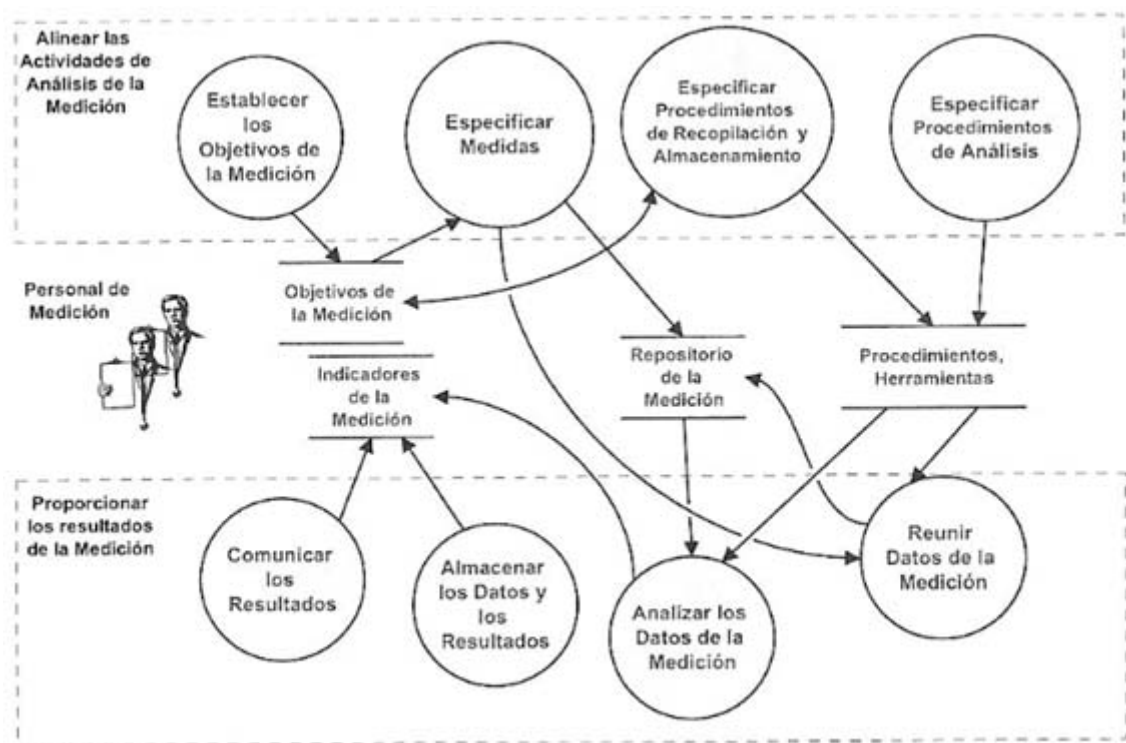 Alinear las
Actividades de
Análisis de la
Medición
Establecer
los
Objetivos de
la Medición
Especificar
Medidas
Especificar
Procedimientos
de Recopilación y
Almacenamiento
Especificar
Procedimientos
de Análisis
Personal de
Medición
Objetivos de
la Medición
Indicadores
de la
Medición
Repositorio
de la
Medición
Procedimientos,
Herramientas
Proporcionar
los resultados
de la Medición
Comunicar
los
Resultados
Almacenar
los Datos y
los
Resultados
Analizar los
Datos de la
Medición
Reunir
Datos de la
Medición